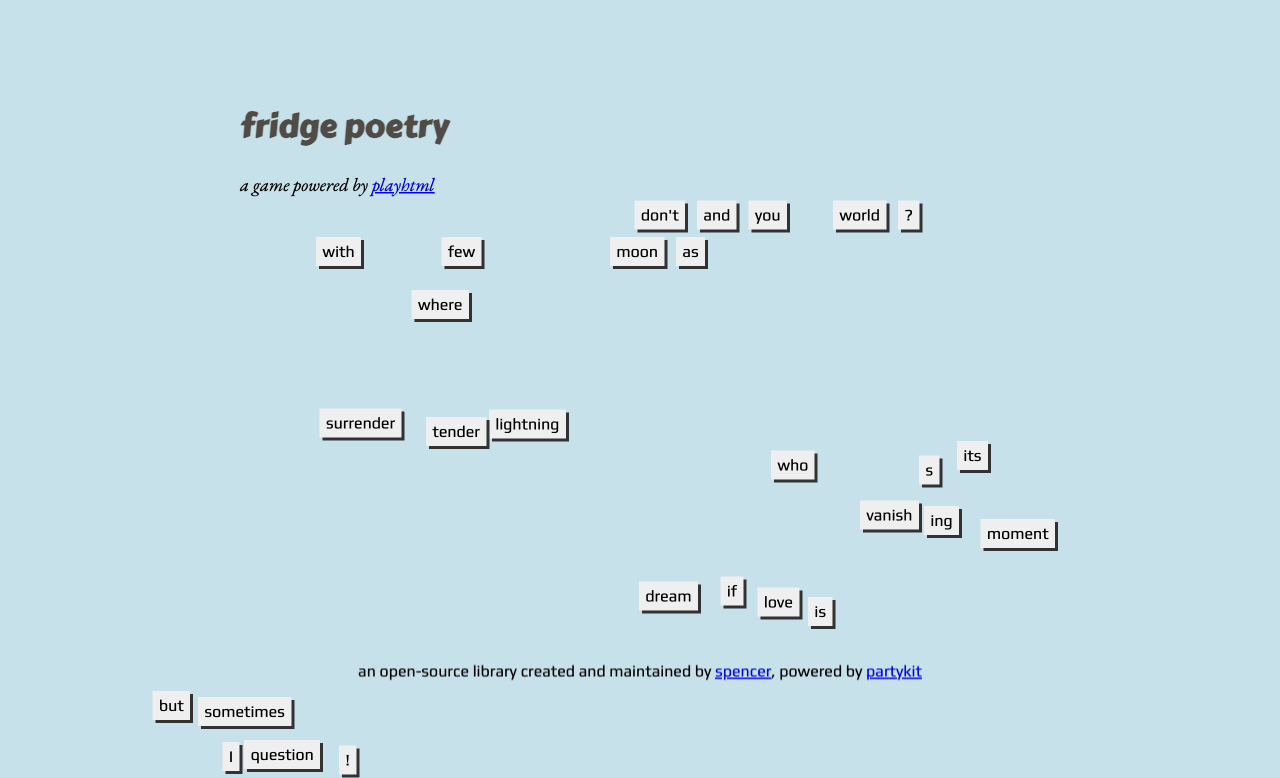 fridge poetry
a game powered by playhtml
don't and you world ?
with few moon as
where
surrender tender lightning
who s its
vanish ing moment
dream if love is
an open-source library created and maintained by spencer, powered by partykit
but sometimes
I question !